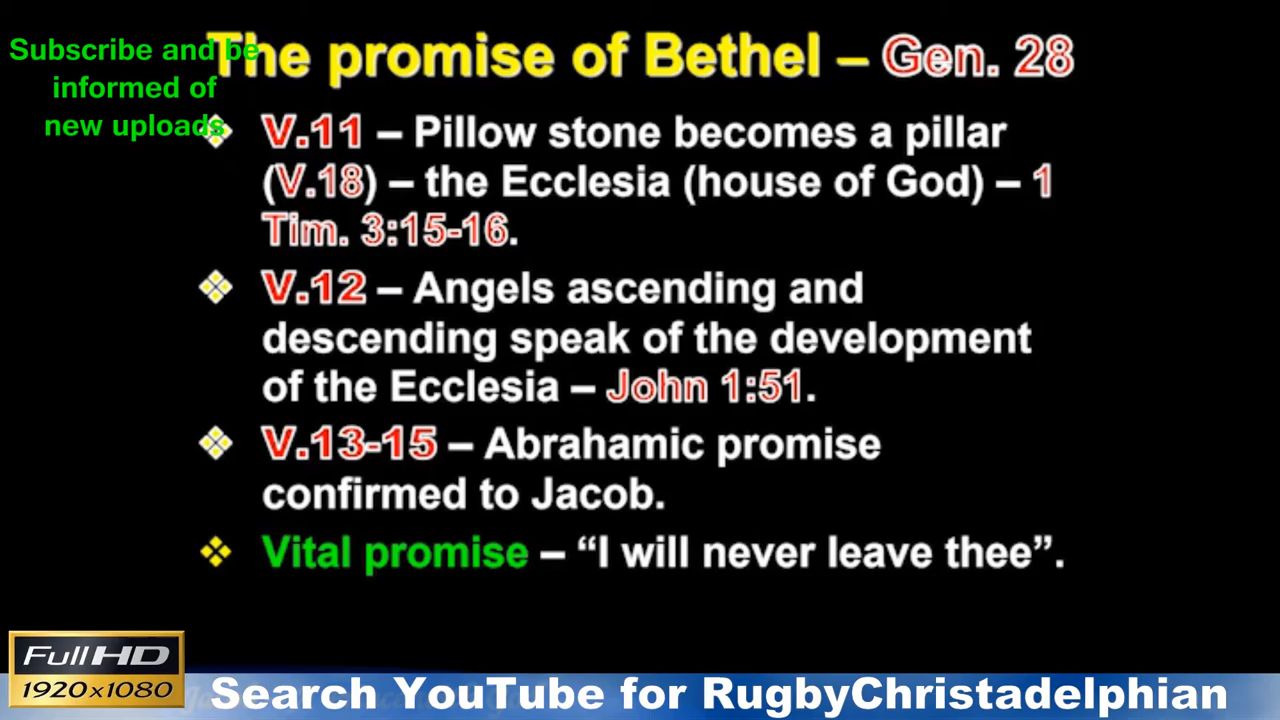 Subscribe and be
informed of
new uploads
The promise of Bethel – Gen. 28
V.11 – Pillow stone becomes a pillar
(V.18) – the Ecclesia (house of God) – 1
Tim. 3:15-16.
V.12 – Angels ascending and
descending speak of the development
of the Ecclesia – John 1:51.
V.13-15 – Abrahamic promise
confirmed to Jacob.
Vital promise – “I will never leave thee”.
Full HD
1920x1080
Search YouTube for RugbyChristadelphian